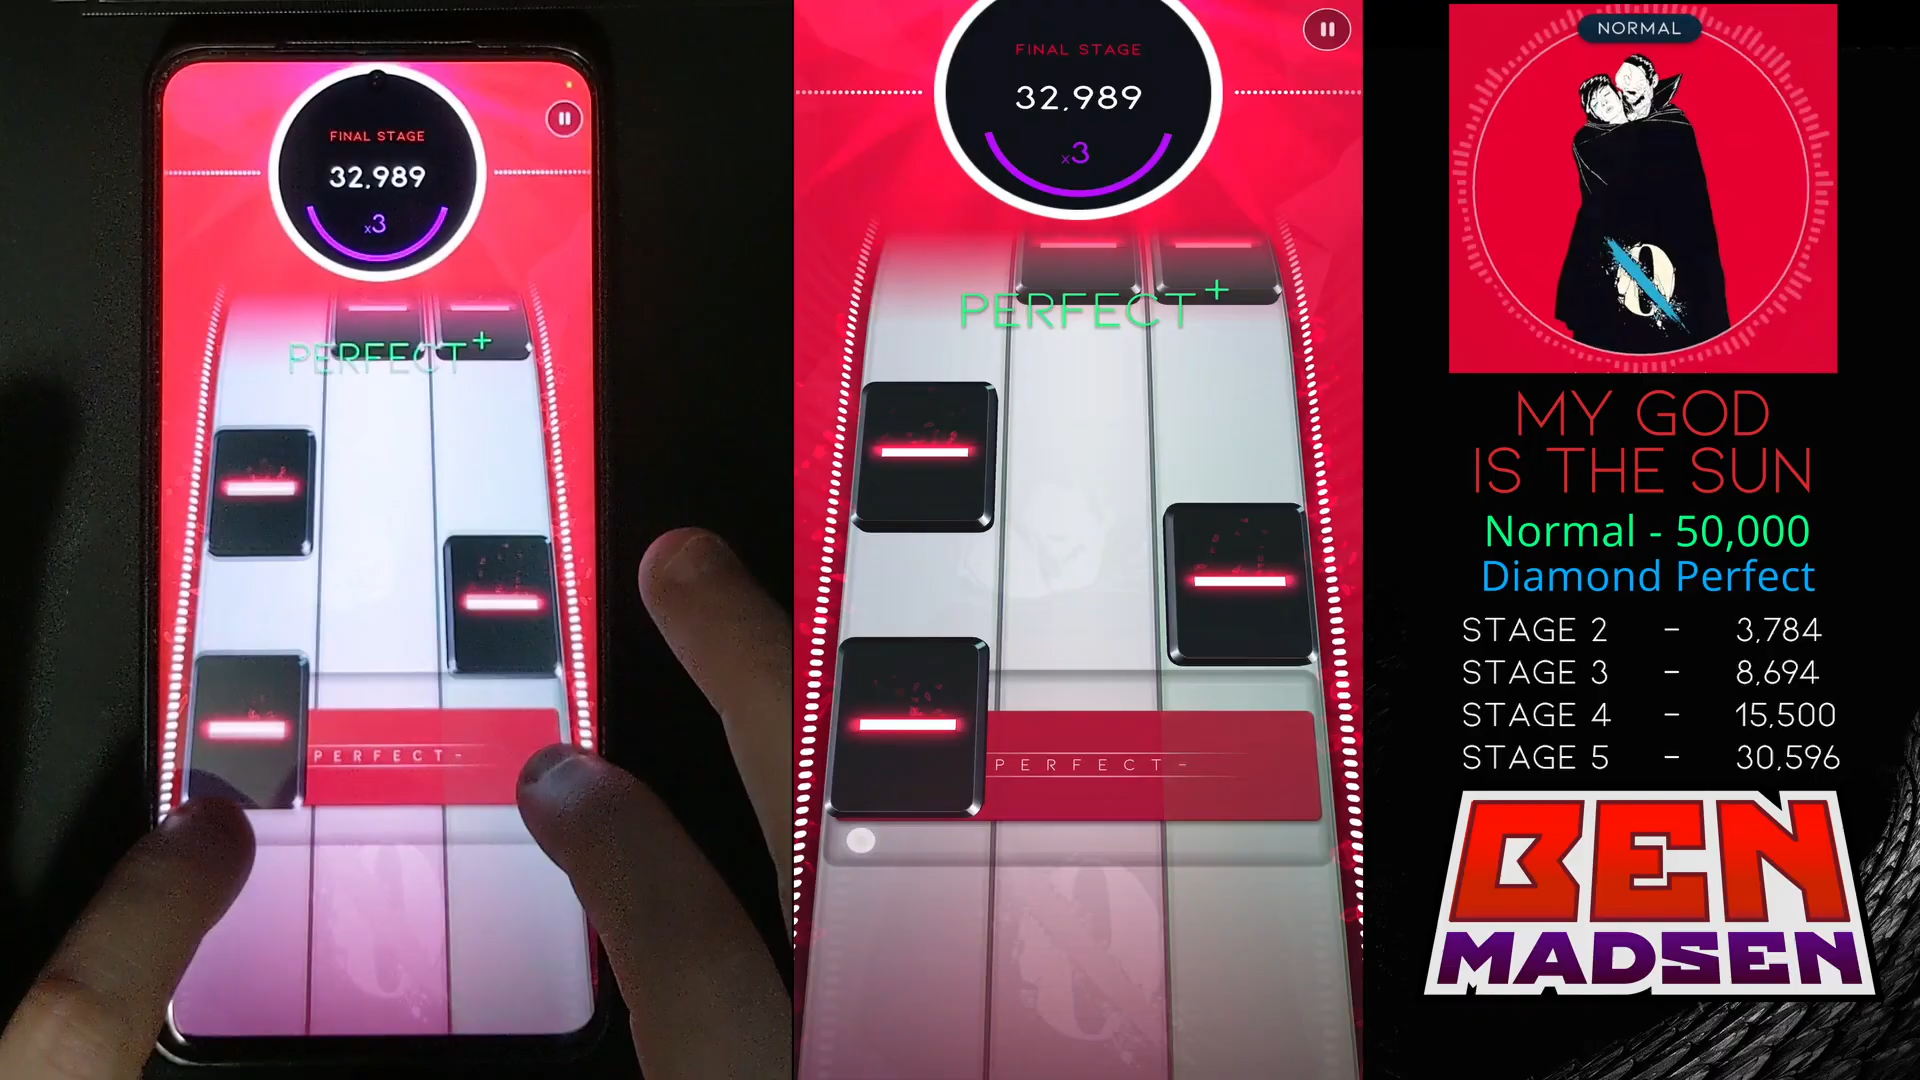 FINAL STAGE
32,989
x3
PERFECT+
PERFECT-
FINAL STAGE
32,989
x3
PERFECT+
PERFECT-
NORMAL
MY GOD
IS THE SUN
Normal - 50,000
Diamond Perfect
STAGE 2 - 3,784
STAGE 3 - 8,694
STAGE 4 - 15,500
STAGE 5 - 30,596
BEN
MADSEN